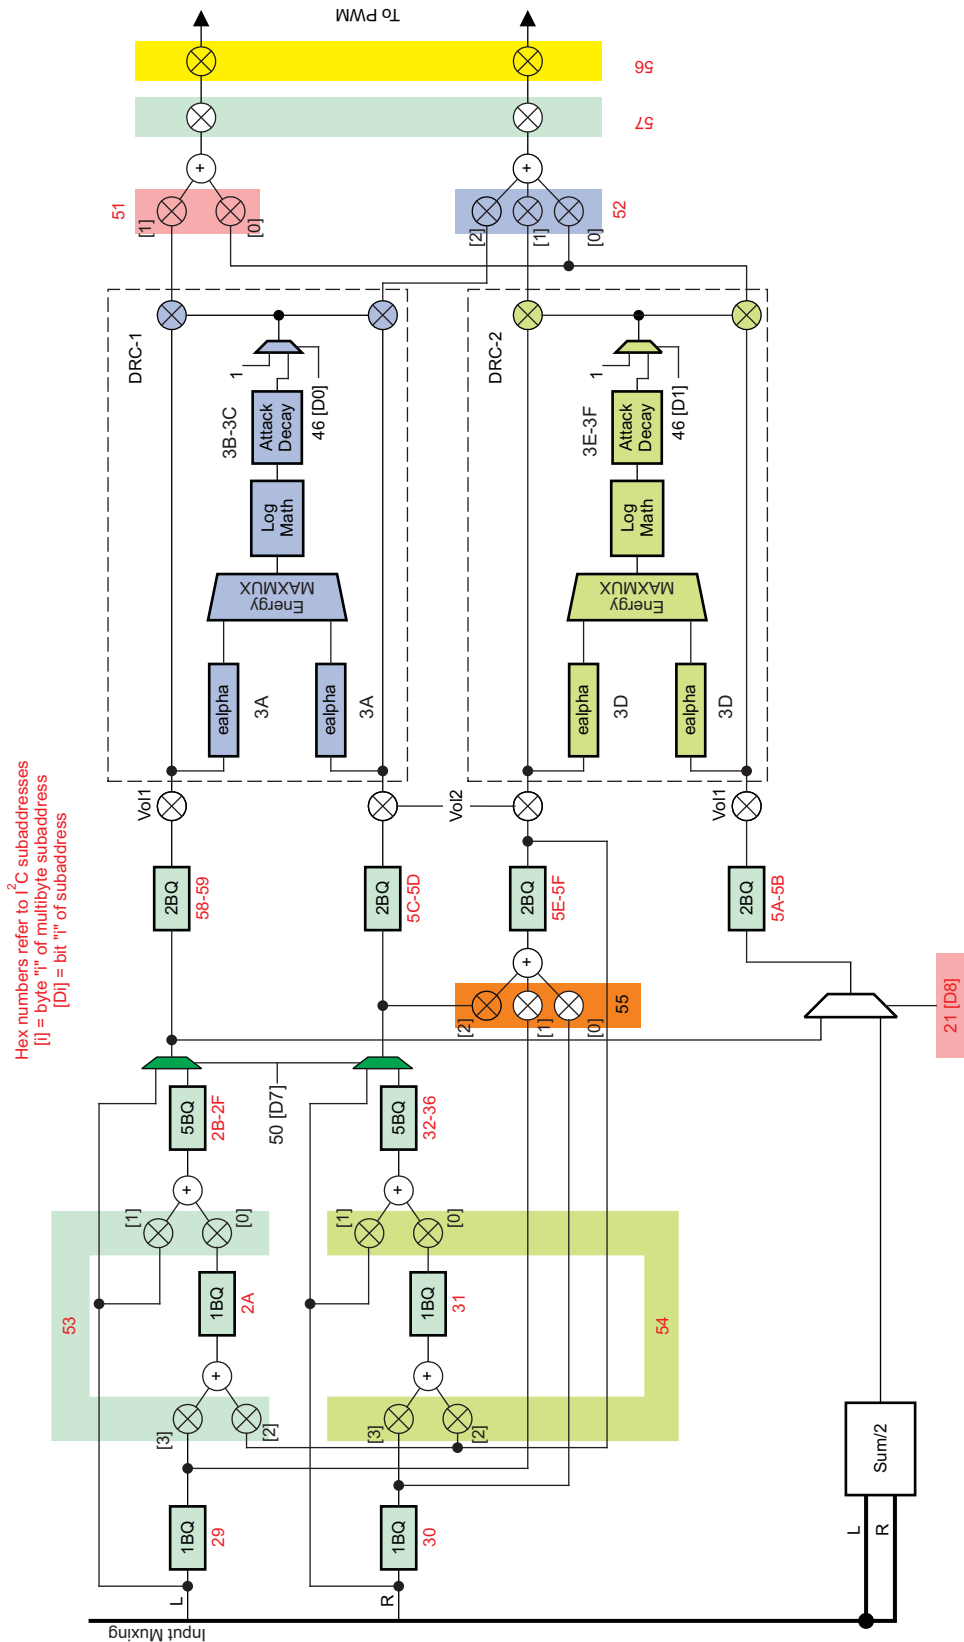 Hex numbers refer to I²C subaddresses
[i] = byte "i" of multibyte subaddress
[Di] = bit "i" of subaddress
Input Muxing
L
1BQ
29
[3]
[2]
53
+
1BQ
2A
[1]
[0]
+
5BQ
2B-2F
50 [D7]
2BQ
58-59
Vol1
R
1BQ
30
[3]
[2]
54
+
1BQ
31
[1]
[0]
+
5BQ
32-36
2BQ
5C-5D
Vol2
[2]
[1]
[0]
55
+
2BQ
5E-5F
L
R
Sum/2
21 [D8]
2BQ
5A-5B
Vol1
DRC-1
ealpha
3A
ealpha
3A
Energy
MAXMUX
Log
Math
3B-3C
Attack
Decay
1
46 [D0]
DRC-2
ealpha
3D
ealpha
3D
Energy
MAXMUX
Log
Math
3E-3F
Attack
Decay
1
46 [D1]
51
[1]
[0]
+
52
[2]
[1]
[0]
+
57
56
To PWM